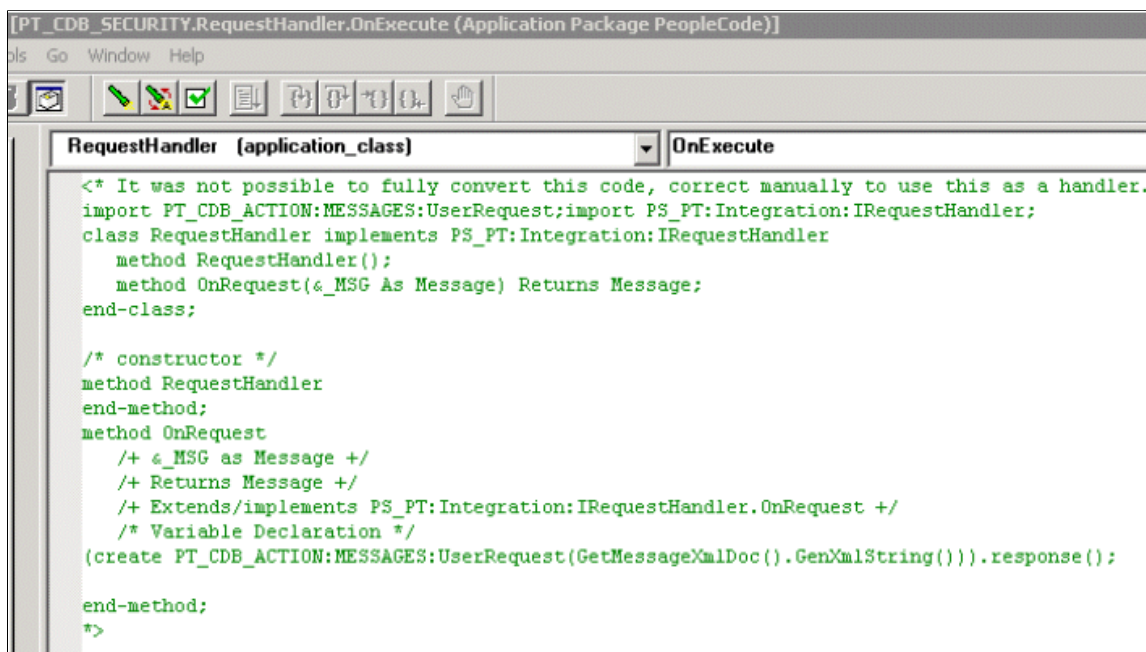 [PT_CDB_SECURITY.RequestHandler.OnExecute (Application Package PeopleCode)]
ols Go Window Help
RequestHandler (application_class) OnExecute
<* It was not possible to fully convert this code, correct manually to use this as a handler.
import PT_CDB_ACTION:MESSAGES:UserRequest;import PS_PT:Integration:IRequestHandler;
class RequestHandler implements PS_PT:Integration:IRequestHandler
method RequestHandler();
method OnRequest(&_MSG As Message) Returns Message;
end-class;
/* constructor */
method RequestHandler
end-method;
method OnRequest
/+ &_MSG as Message +/
/+ Returns Message +/
/+ Extends/implements PS_PT:Integration:IRequestHandler.OnRequest +/
/* Variable Declaration */
(create PT_CDB_ACTION:MESSAGES:UserRequest(GetMessageXmlDoc().GenXmlString())).response();
end-method;
*>